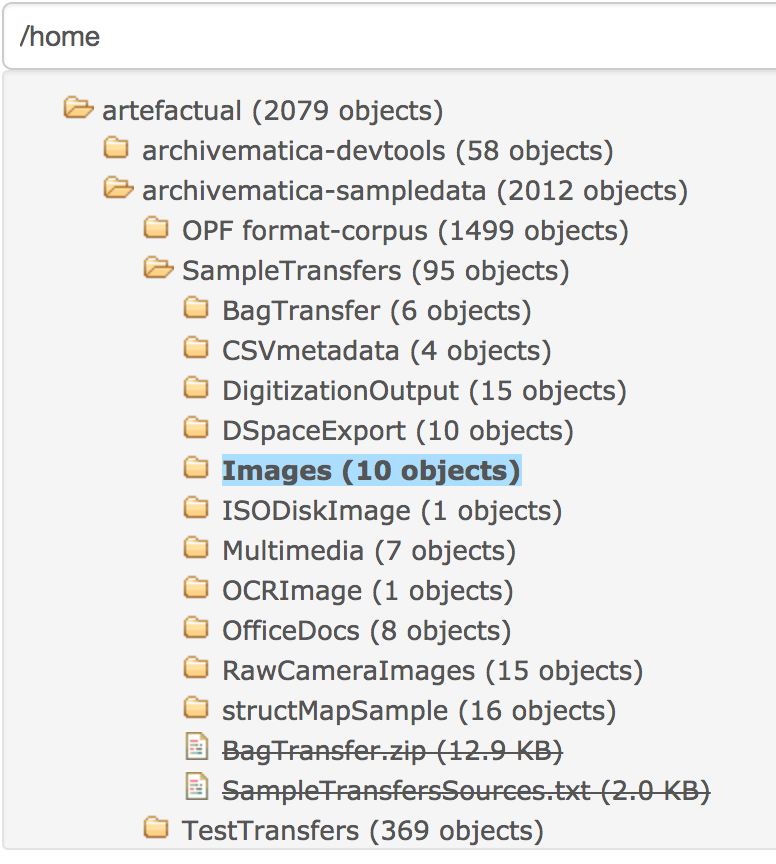 /home
artefactual (2079 objects)
archivematica-devtools (58 objects)
archivematica-sampledata (2012 objects)
OPF format-corpus (1499 objects)
SampleTransfers (95 objects)
BagTransfer (6 objects)
CSVmetadata (4 objects)
DigitizationOutput (15 objects)
DSpaceExport (10 objects)
Images (10 objects)
ISODiskImage (1 objects)
Multimedia (7 objects)
OCRImage (1 objects)
OfficeDocs (8 objects)
RawCameraImages (15 objects)
structMapSample (16 objects)
BagTransfer.zip (12.9 KB)
SampleTransfersSources.txt (2.0 KB)
TestTransfers (369 objects)